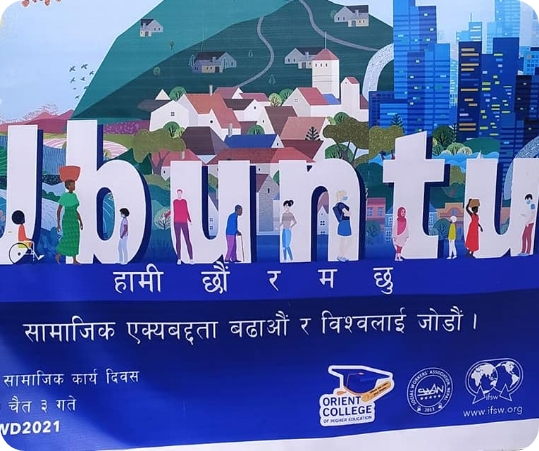 Ubuntu
हामी छौं र म छु
सामाजिक एक्यबद्दता बढाऔं र विश्वलाई जोडौं ।
सामाजिक कार्य दिवस
चैत ३ गते
WD2021
ORIENT
COLLEGE
OF HIGHER EDUCATION
SWAN
ifsw
www.ifsw.org